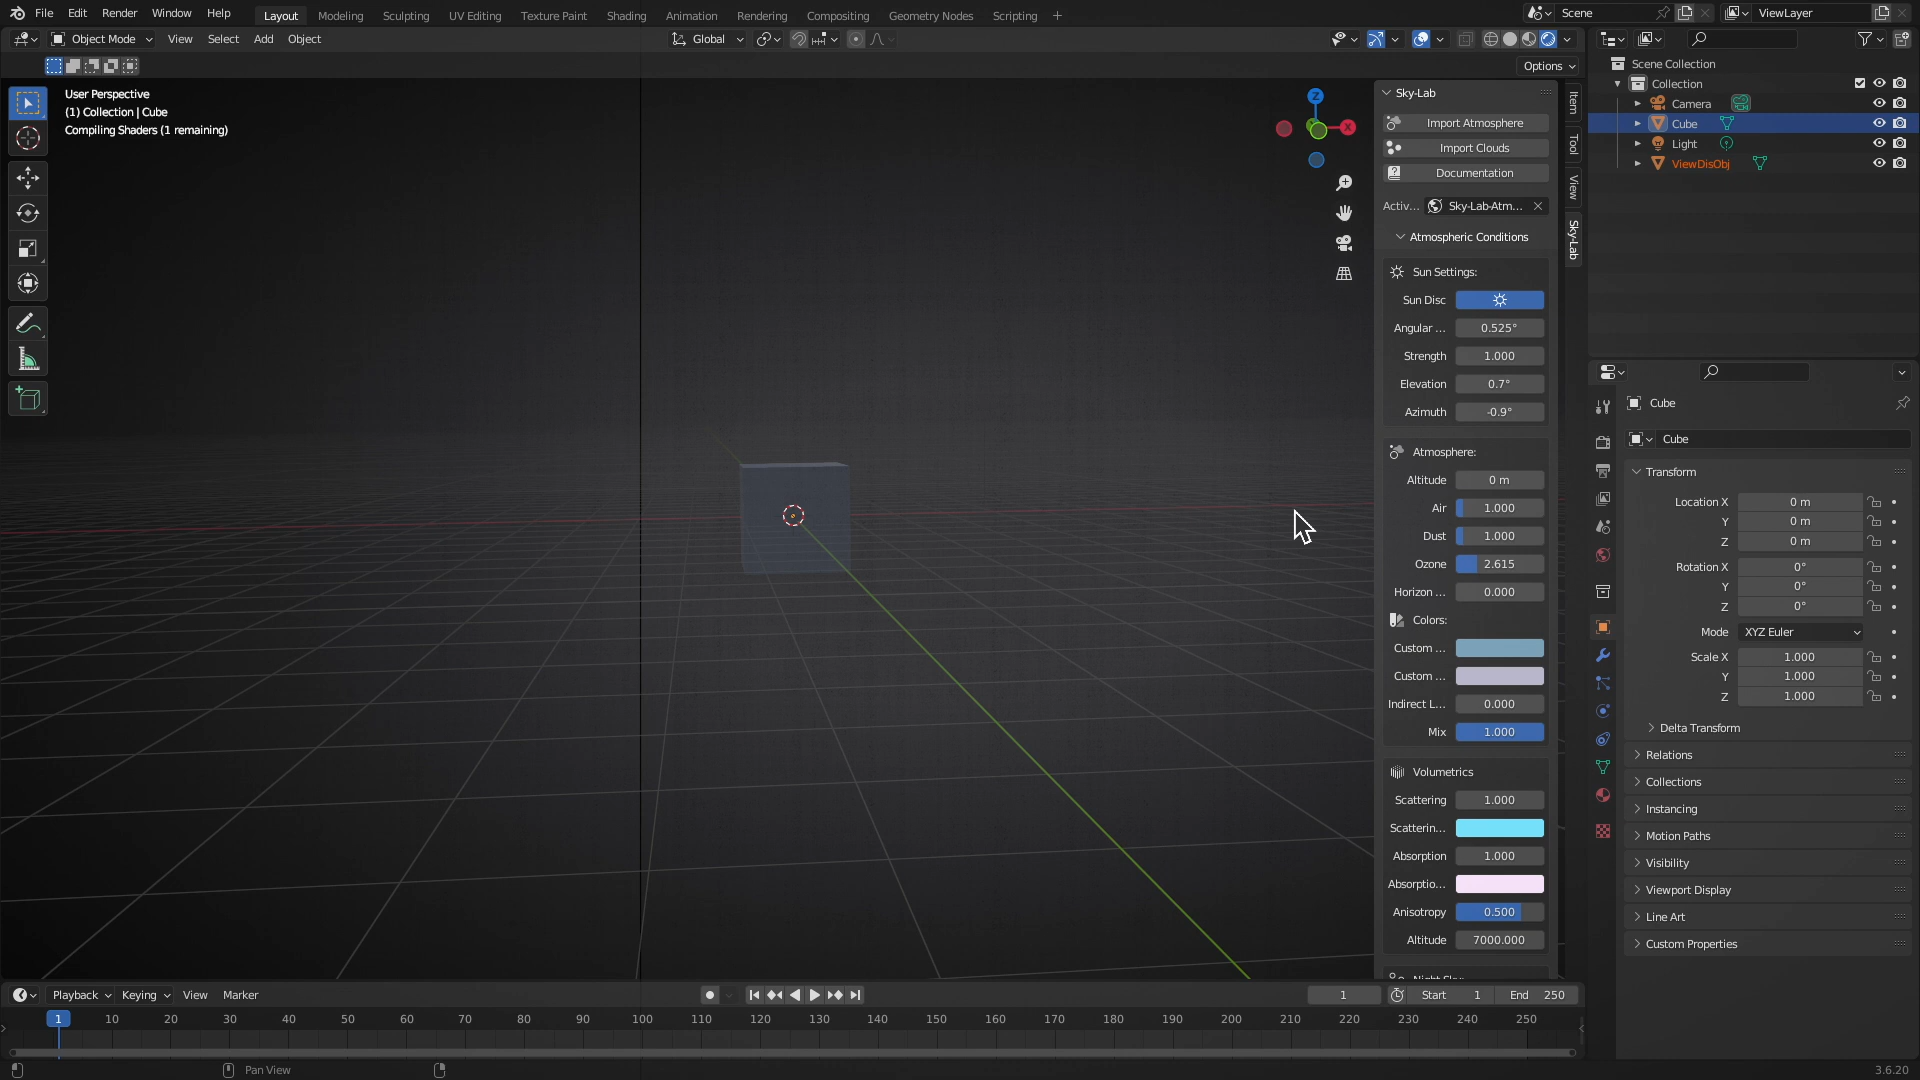 File Edit Render Window Help
Layout Modeling Sculpting UV Editing Texture Paint Shading Animation Rendering Compositing Geometry Nodes Scripting +
Scene
ViewLayer
Object Mode View Select Add Object
Global
Options
User Perspective
(1) Collection | Cube
Compiling Shaders (1 remaining)
Z
X
Sky-Lab
Import Atmosphere
Import Clouds
Documentation
Activ... Sky-Lab-Atm...
Atmospheric Conditions
Sun Settings:
Sun Disc
Angular ... 0.525°
Strength 1.000
Elevation 0.7°
Azimuth -0.9°
Atmosphere:
Altitude 0 m
Air 1.000
Dust 1.000
Ozone 2.615
Horizon ... 0.000
Colors:
Custom ...
Custom ...
Indirect L... 0.000
Mix 1.000
Volumetrics
Scattering 1.000
Scatterin...
Absorption 1.000
Absorptio...
Anisotropy 0.500
Altitude 7000.000
Item
Tool
View
Sky-Lab
Scene Collection
Collection
Camera
Cube
Light
ViewDisObj
Cube
Cube
Transform
Location X 0 m
Y 0 m
Z 0 m
Rotation X 0°
Y 0°
Z 0°
Mode XYZ Euler
Scale X 1.000
Y 1.000
Z 1.000
Delta Transform
Relations
Collections
Instancing
Motion Paths
Visibility
Viewport Display
Line Art
Custom Properties
Playback Keying View Marker
1 Start 1 End 250
1 10 20 30 40 50 60 70 80 90 100 110 120 130 140 150 160 170 180 190 200 210 220 230 240 250
Pan View
3.6.20